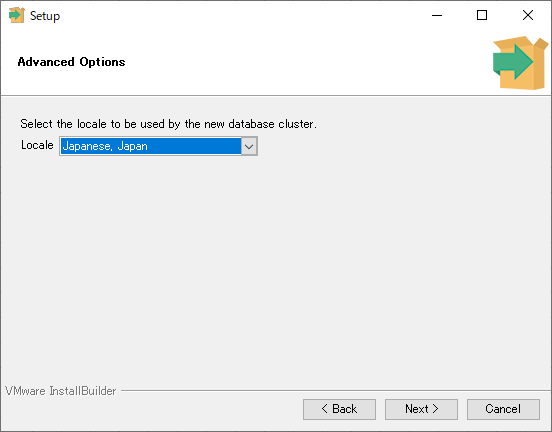 Setup
Advanced Options
Select the locale to be used by the new database cluster.
Locale Japanese, Japan
VMware InstallBuilder
< Back Next > Cancel